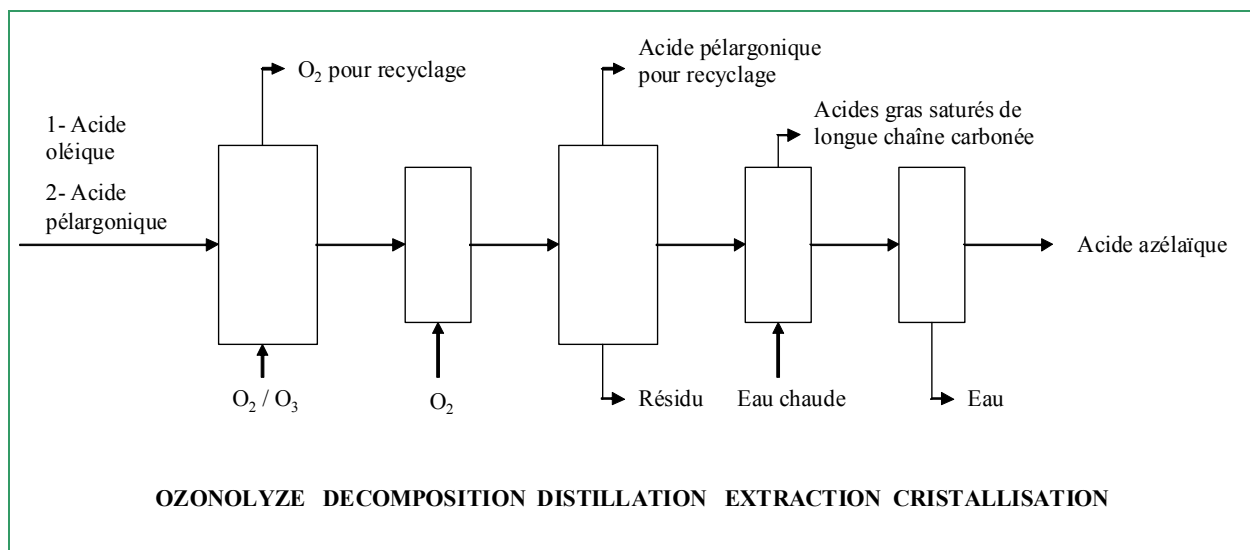 O₂ pour recyclage
Acide pélargonique
pour recyclage
Acides gras saturés de
longue chaîne carbonée
1- Acide
oléique
2- Acide
pélargonique
Acide azélaïque
O₂ / O₃
O₂
Résidu
Eau chaude
Eau
OZONOLYZE DECOMPOSITION DISTILLATION EXTRACTION CRISTALLISATION